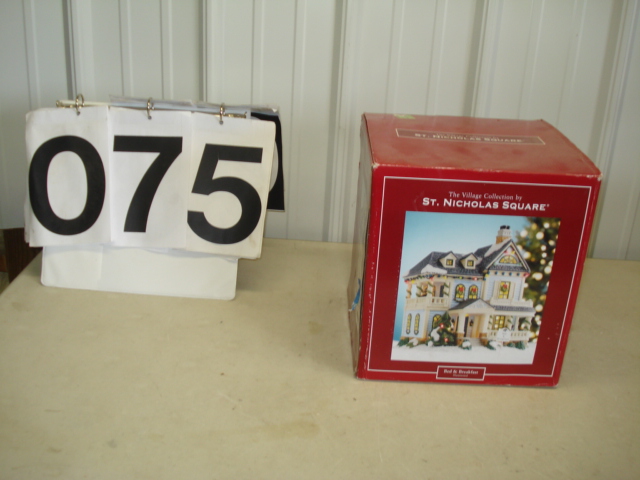 075
ST. NICHOLAS SQUARE
The Village Collection by
ST. NICHOLAS SQUARE
Bed & Breakfast